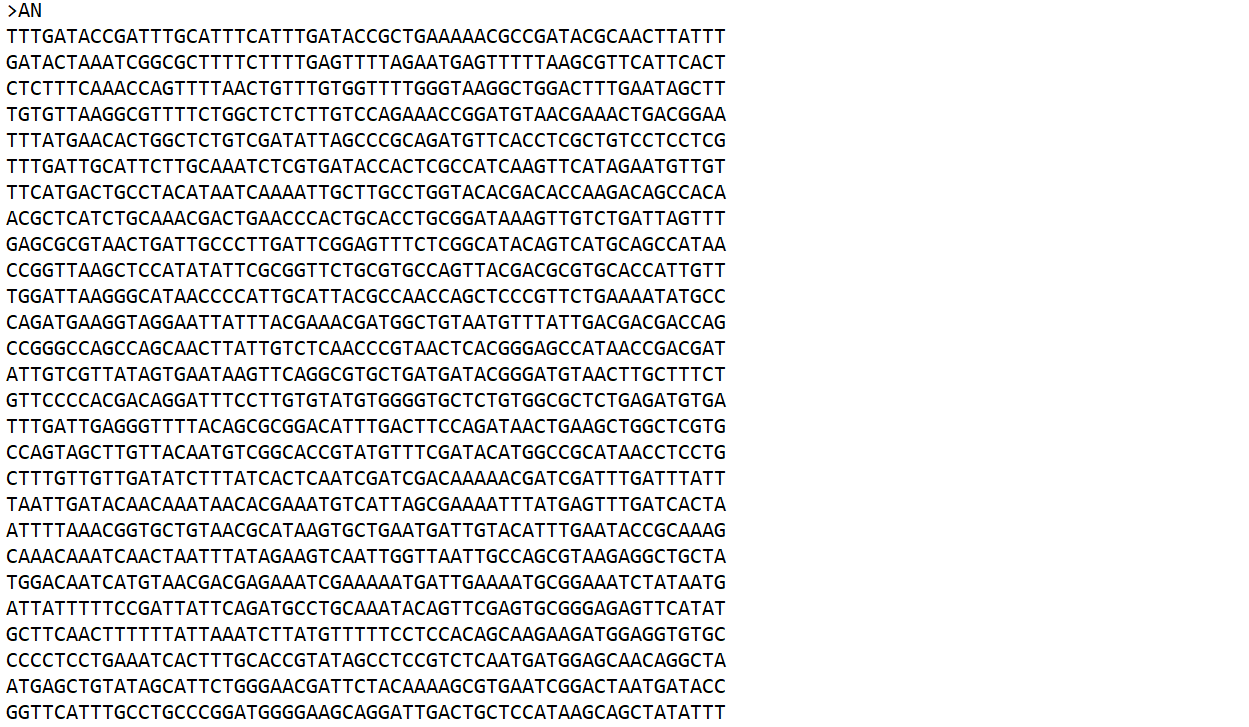 >AN
TTTGATACCGATTTGCATTTCATTTGATACCGCTGAAAAACGCCGATACGCAACTTATTT
GATACTAAATCGGCGCTTTTCTTTTGAGTTTTAGAATGAGTTTTTAAGCGTTCATTCACT
CTCTTTCAAACCAGTTTTAACTGTTTGTGGTTTTGGGTAAGGCTGGACTTTGAATAGCTT
TGTGTTAAGGCGTTTTCTGGCTCTCTTGTCCAGAAACCGGATGTAACGAAACTGACGGAA
TTTATGAACACTGGCTCTGTCGATATTAGCCCGCAGATGTTCACCTCGCTGTCCTCCTCG
TTTGATTGCATTCTTGCAAATCTCGTGATACCACTCGCCATCAAGTTCATAGAATGTTGT
TTCATGACTGCCTACATAATCAAAATTGCTTGCCTGGTACACGACACCAAGACAGCCACA
ACGCTCATCTGCAAACGACTGAACCCACTGCACCTGCGGATAAAGTTGTCTGATTAGTTT
GAGCGCGTAACTGATTGCCCTTGATTCGGAGTTTCTCGGCATACAGTCATGCAGCCATAA
CCGGTTAAGCTCCATATATTCGCGGTTCTGCGTGCCAGTTACGACGCGTGCACCATTGTT
TGGATTAAGGGCATAACCCCATTGCATTACGCCAACCAGCTCCCGTTCTGAAAATATGCC
CAGATGAAGGTAGGAATTATTTACGAAACGATGGCTGTAATGTTTATTGACGACGACCAG
CCGGGCCAGCCAGCAACTTATTGTCTCAACCCGTAACTCACGGGAGCCATAACCGACGAT
ATTGTCGTTATAGTGAATAAGTTCAGGCGTGCTGATGATACGGGATGTAACTTGCTTTCT
GTTCCCCACGACAGGATTTCCTTGTGTATGTGGGGTGCTCTGTGGCGCTCTGAGATGTGA
TTTGATTGAGGGTTTTACAGCGCGGACATTTGACTTCCAGATAACTGAAGCTGGCTCGTG
CCAGTAGCTTGTTACAATGTCGGCACCGTATGTTTCGATACATGGCCGCATAACCTCCTG
CTTTGTTGTTGATATCTTTATCACTCAATCGATCGACAAAAACGATCGATTTGATTTATT
TAATTGATACAACAAATAACACGAAATGTCATTAGCGAAAATTTATGAGTTTGATCACTA
ATTTTAAACGGTGCTGTAACGCATAAGTGCTGAATGATTGTACATTTGAATACCGCAAAG
CAAACAAATCAACTAATTTATAGAAGTCAATTGGTTAATTGCCAGCGTAAGAGGCTGCTA
TGGACAATCATGTAACGACGAGAAATCGAAAAATGATTGAAAATGCGGAAATCTATAATG
ATTATTTTTCCGATTATTCAGATGCCTGCAAATACAGTTCGAGTGCGGGAGAGTTCATAT
GCTTCAACTTTTTTATTAAATCTTATGTTTTTCCTCCACAGCAAGAAGATGGAGGTGTGC
CCCCTCCTGAAATCACTTTGCACCGTATAGCCTCCGTCTCAATGATGGAGCAACAGGCTA
ATGAGCTGTATAGCATTCTGGGAACGATTCTACAAAAGCGTGAATCGGACTAATGATACC
GGTTCATTTGCCTGCCCGGATGGGGAAGCAGGATTGACTGCTCCATAAGCAGCTATATTT